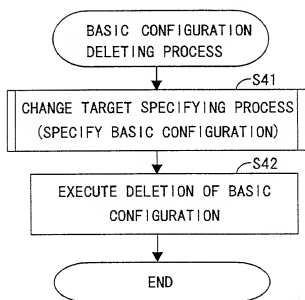 BASIC CONFIGURATION
DELETING PROCESS
S41
CHANGE TARGET SPECIFYING PROCESS
(SPECIFY BASIC CONFIGURATION)
S42
EXECUTE DELETION OF BASIC
CONFIGURATION
END